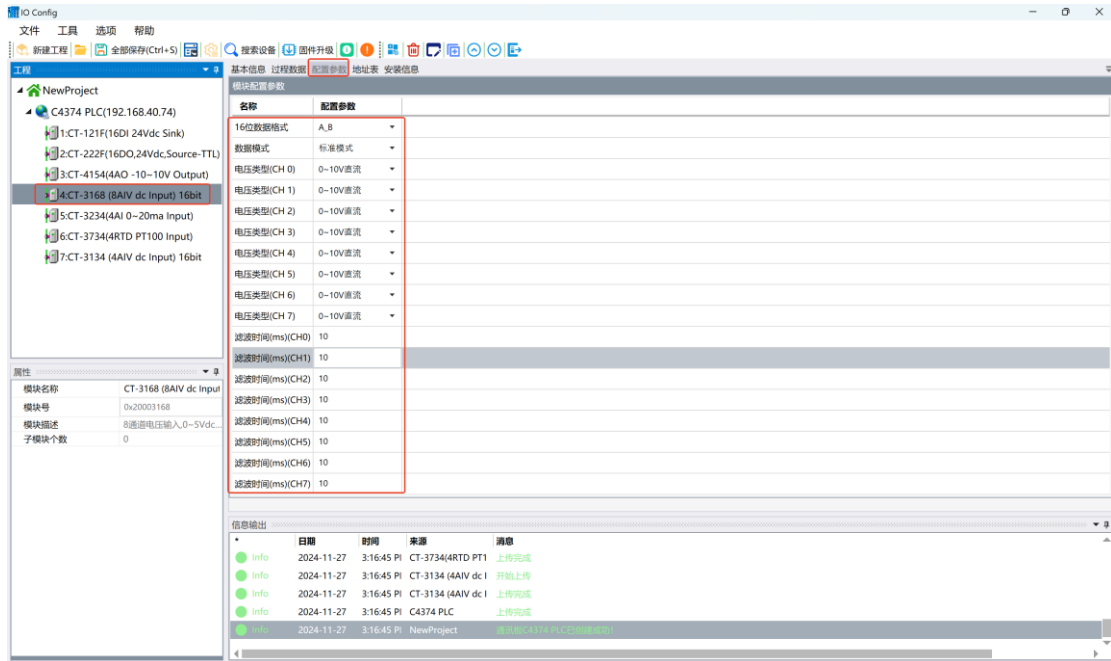 IO Config
文件 工具 选项 帮助
新建工程 全部保存(Ctrl+S) 搜索设备 固件升级
工程
NewProject
C4374 PLC(192.168.40.74)
1:CT-121F(16DI 24Vdc Sink)
2:CT-222F(16DO,24Vdc,Source-TTL)
3:CT-4154(4AO -10~10V Output)
4:CT-3168 (8AIV dc Input) 16bit
5:CT-3234(4AI 0~20ma Input)
6:CT-3734(4RTD PT100 Input)
7:CT-3134 (4AIV dc Input) 16bit
属性
模块名称 CT-3168 (8AIV dc Input
模块号 0x20003168
模块描述 8通道电压输入,0~5Vdc...
子模块个数 0
基本信息 过程数据 配置参数 地址表 安装信息
模块配置参数
名称 配置参数
16位数据格式 A_B
数据模式 标准模式
电压类型(CH 0) 0~10V直流
电压类型(CH 1) 0~10V直流
电压类型(CH 2) 0~10V直流
电压类型(CH 3) 0~10V直流
电压类型(CH 4) 0~10V直流
电压类型(CH 5) 0~10V直流
电压类型(CH 6) 0~10V直流
电压类型(CH 7) 0~10V直流
滤波时间(ms)(CH0) 10
滤波时间(ms)(CH1) 10
滤波时间(ms)(CH2) 10
滤波时间(ms)(CH3) 10
滤波时间(ms)(CH4) 10
滤波时间(ms)(CH5) 10
滤波时间(ms)(CH6) 10
滤波时间(ms)(CH7) 10
信息输出
* 日期 时间 来源 消息
Info 2024-11-27 3:16:45 PI CT-3734(4RTD PT1 上传完成
Info 2024-11-27 3:16:45 PI CT-3134 (4AIV dc I 开始上传
Info 2024-11-27 3:16:45 PI CT-3134 (4AIV dc I 上传完成
Info 2024-11-27 3:16:45 PI C4374 PLC 上传完成
Info 2024-11-27 3:16:45 PI NewProject 通讯板C4374 PLC已创建成功!